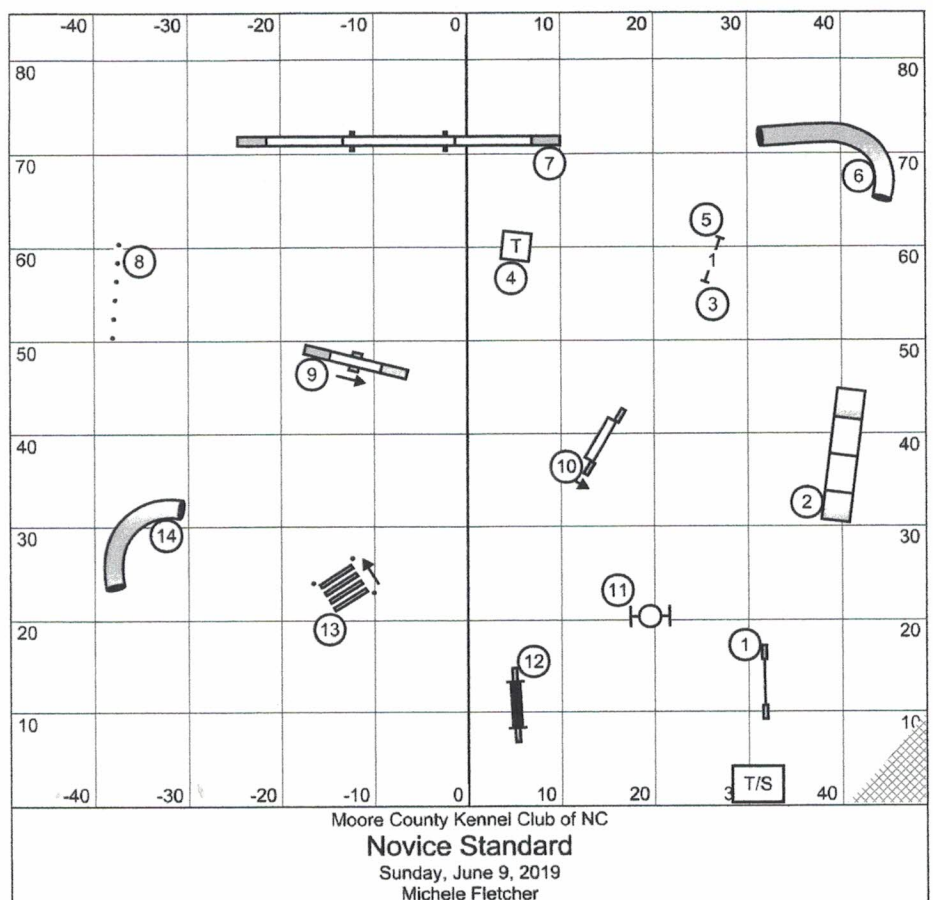 -40 -30 -20 -10 0 10 20 30 40
80 80
70 70
7
6
5
T
1
60 60
8
4
3
50 50
9
40 40
10
2
30 30
14
11
20 20
13
1
12
10 10
T/S
-40 -30 -20 -10 0 10 20 3 40
Moore County Kennel Club of NC
Novice Standard
Sunday, June 9, 2019
Michele Fletcher